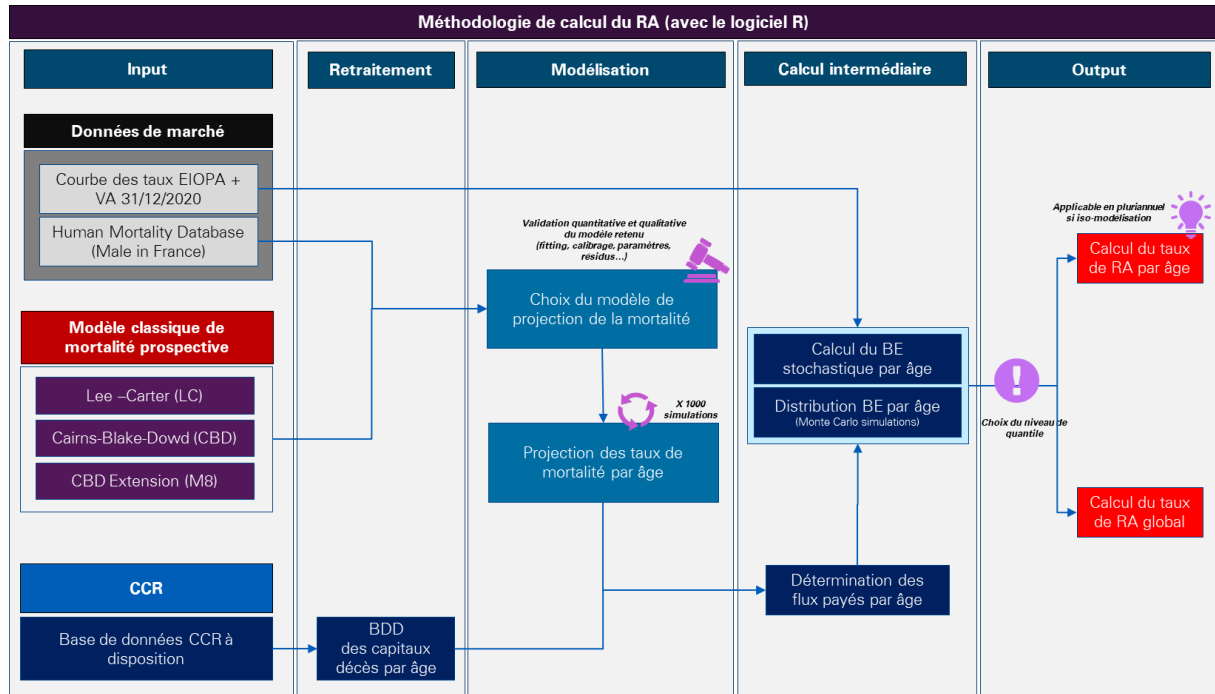 Méthodologie de calcul du RA (avec le logiciel R)
Input
Données de marché
Courbe des taux EIOPA +
VA 31/12/2020
Human Mortality Database
(Male in France)
Modèle classique de
mortalité prospective
Lee –Carter (LC)
Cairns-Blake-Dowd (CBD)
CBD Extension (M8)
CCR
Base de données CCR à
disposition
Retraitement
BDD
des capitaux
décès par âge
Modélisation
Validation quantitative et qualitative
du modèle retenu
(fitting, calibrage, paramètres,
résidus...)
Choix du modèle de
projection de la mortalité
X 1000
simulations
Projection des taux de
mortalité par âge
Calcul intermédiaire
Calcul du BE
stochastique par âge
Distribution BE par âge
(Monte Carlo simulations)
Détermination des
flux payés par âge
Output
Choix du niveau de
quantile
Applicable en pluriannuel
si iso-modélisation
Calcul du taux
de RA par âge
Calcul du taux
de RA global